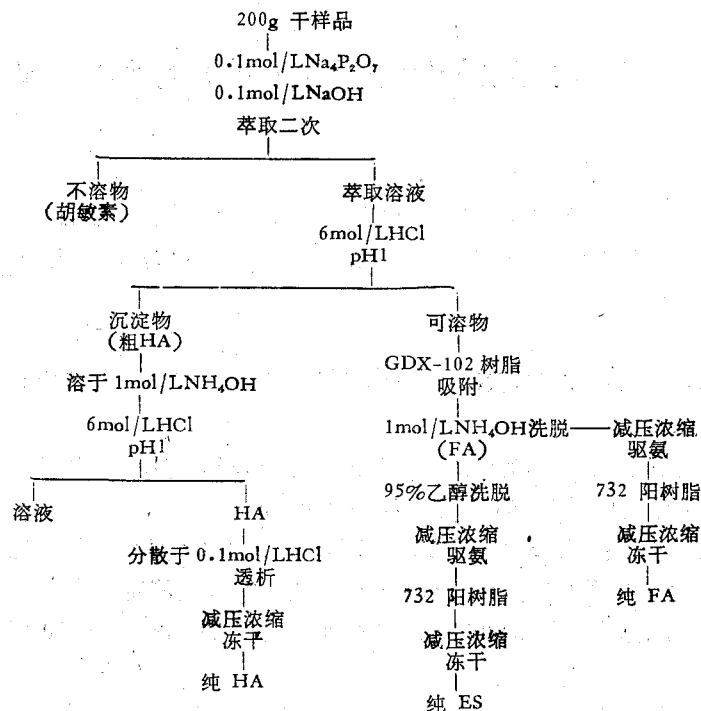 200g 干样品
0.1mol/LNa₄P₂O₇
0.1mol/LNaOH
萃取二次
不溶物
(胡敏素)
萃取溶液
6mol/LHCl
pH1
沉淀物
(粗HA)
溶于 1mol/LNH₄OH
6mol/LHCl
pH1
溶液
HA
分散于 0.1mol/LHCl
透析
减压浓缩
冻干
纯 HA
可溶物
GDX-102 树脂
吸附
1mol/LNH₄OH洗脱
(FA)
95%乙醇洗脱
减压浓缩
驱氨
732 阳树脂
减压浓缩
冻干
纯 ES
减压浓缩
驱氨
732 阳树脂
减压浓缩
冻干
纯 FA